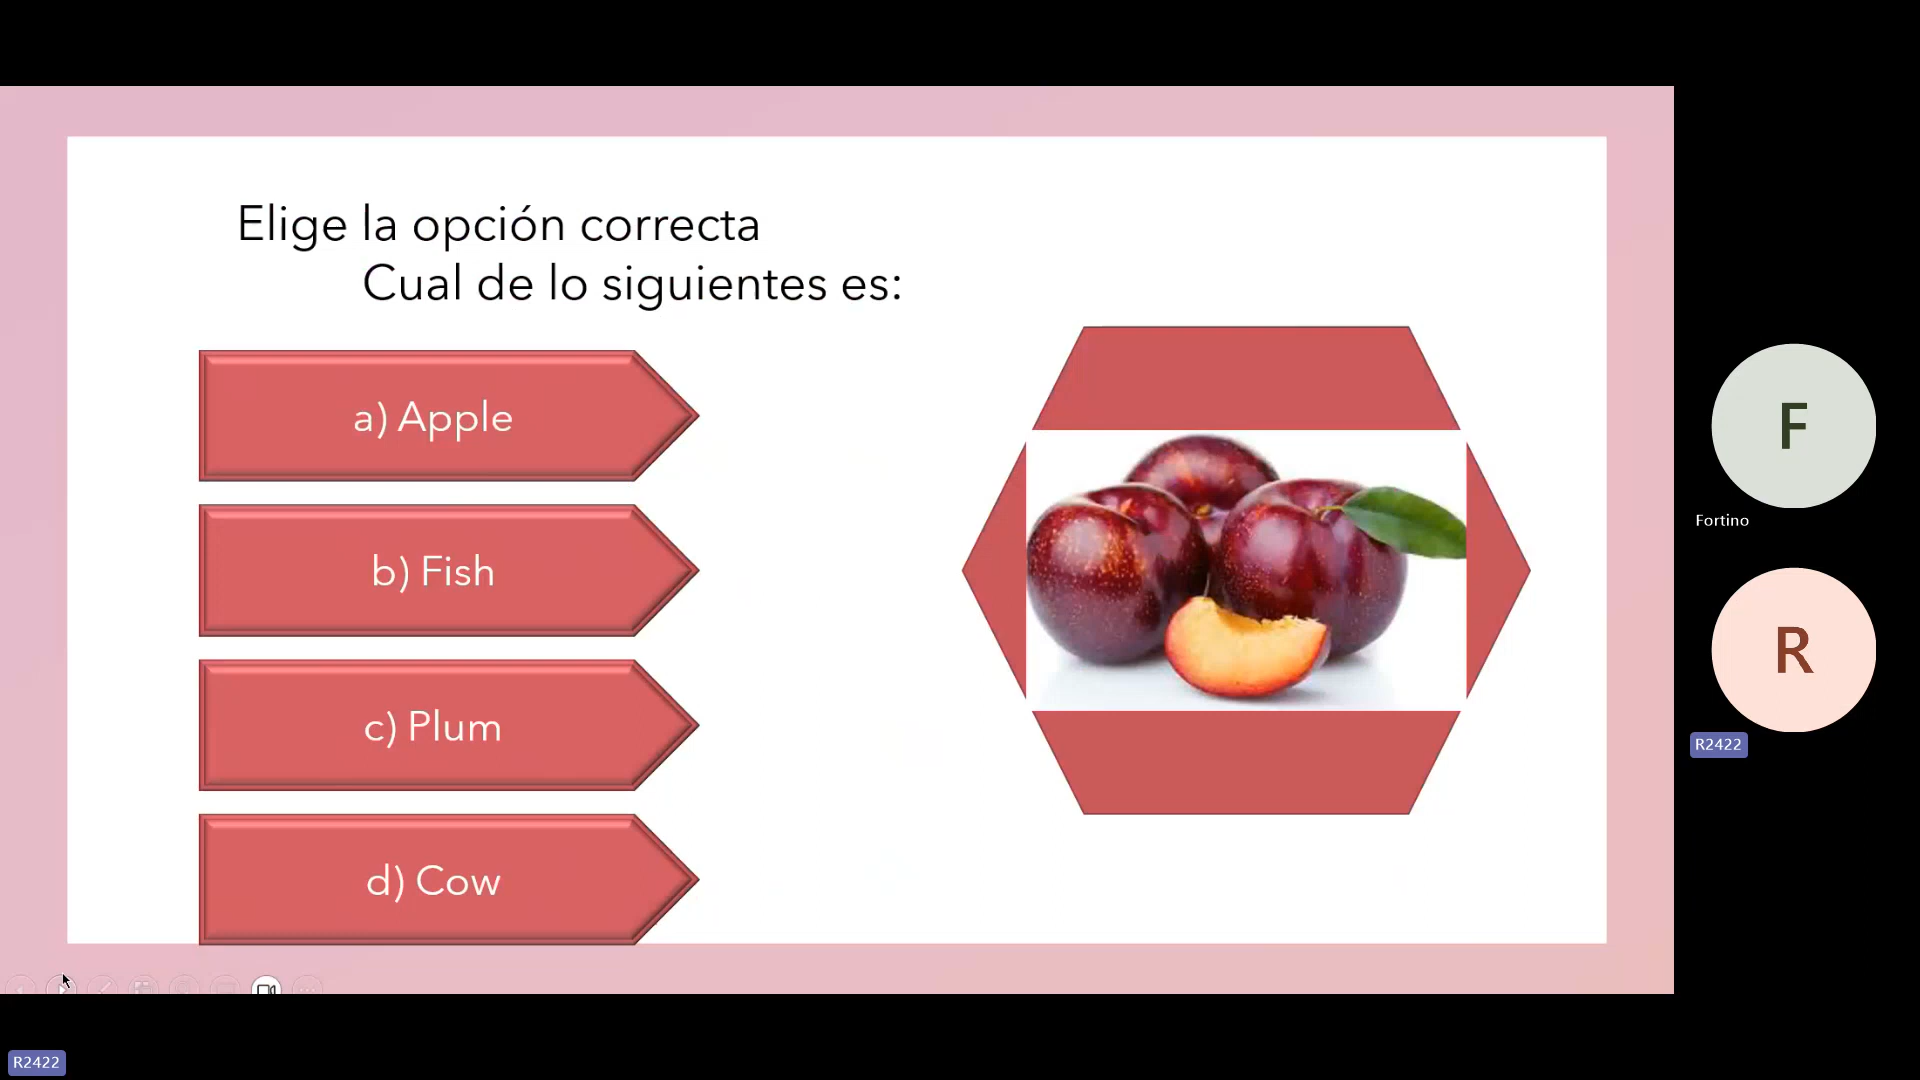 Elige la opción correcta
Cual de lo siguientes es:
a) Apple
b) Fish
c) Plum
d) Cow
F
Fortino
R
R2422
R2422